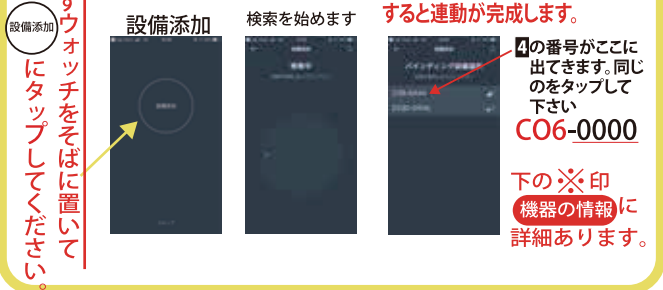 すウォッチをそばに置いて
設備添加
にタップしてください。
設備添加
検索を始めます
すると連動が完成します。
4の番号がここに
出てきます。同じ
のをタップして
下さい
CO6-0000
下の※印
機器の情報に
詳細あります。